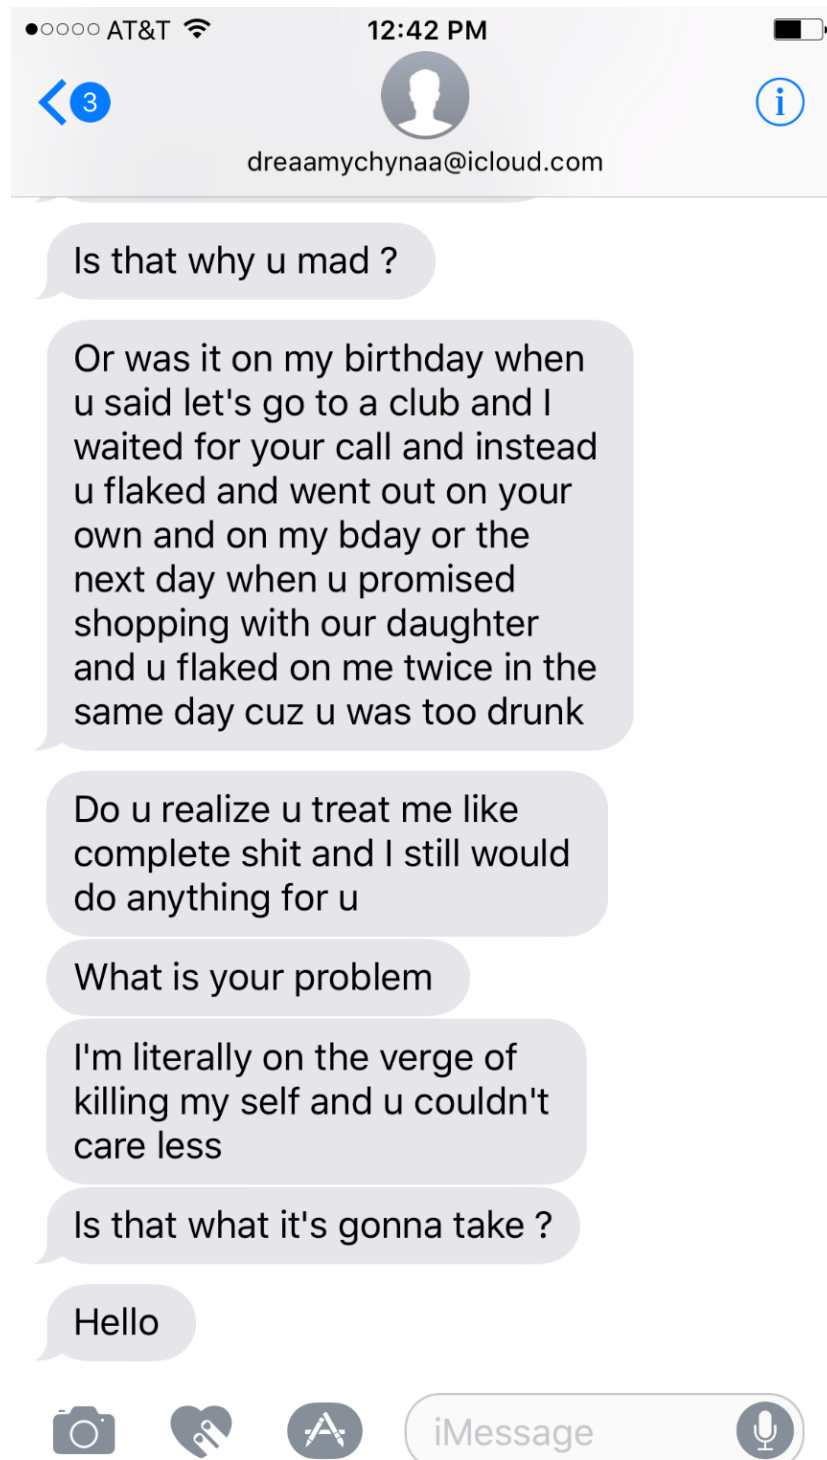 AT&T 12:42 PM
3
dreaamychynaa@icloud.com
Is that why u mad ?
Or was it on my birthday when
u said let's go to a club and I
waited for your call and instead
u flaked and went out on your
own and on my bday or the
next day when u promised
shopping with our daughter
and u flaked on me twice in the
same day cuz u was too drunk
Do u realize u treat me like
complete shit and I still would
do anything for u
What is your problem
I'm literally on the verge of
killing my self and u couldn't
care less
Is that what it's gonna take ?
Hello
iMessage